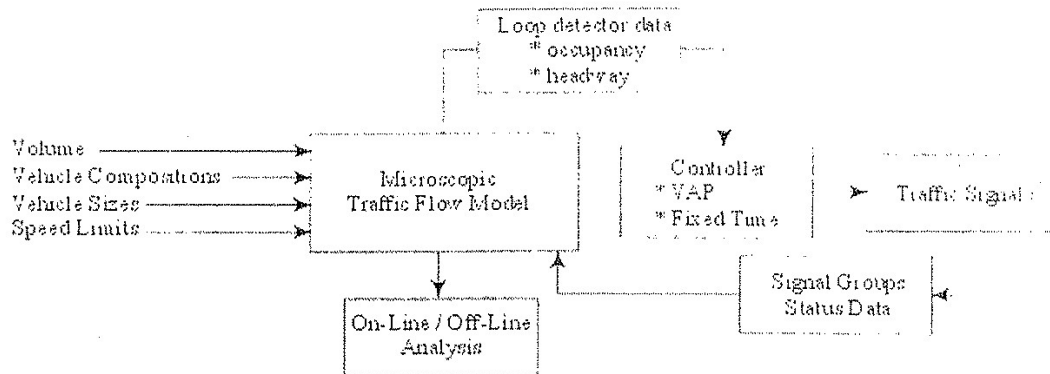 Loop detector data
* occupancy
* headway
Volume
Vehicle Compositions
Vehicle Sizes
Speed Limits
Microscopic
Traffic Flow Model
Controller
* VAP
* Fixed Time
Traffic Signal
Signal Groups
Status Data
On-Line / Off-Line
Analysis